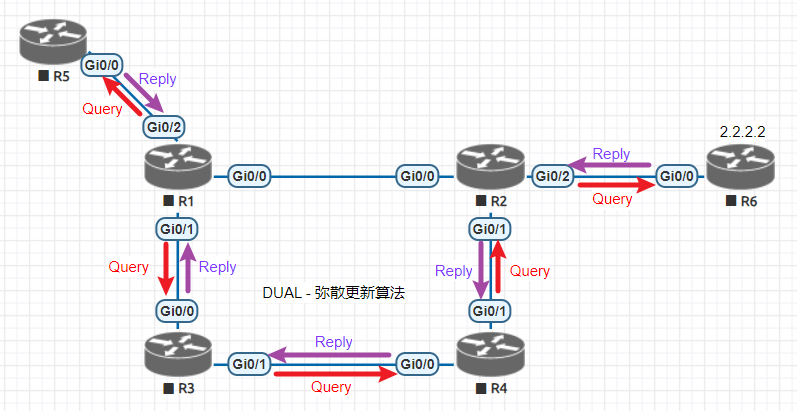 Gi0/0
R5
Reply
Query
Gi0/2
2.2.2.2
R1
Gi0/0
Gi0/0
R2
Gi0/2
Reply
Query
Gi0/0
R6
Gi0/1
Query
Reply
Gi0/0
Gi0/1
Reply
Query
Gi0/1
DUAL - 弥散更新算法
R3
Gi0/1
Reply
Query
Gi0/0
R4